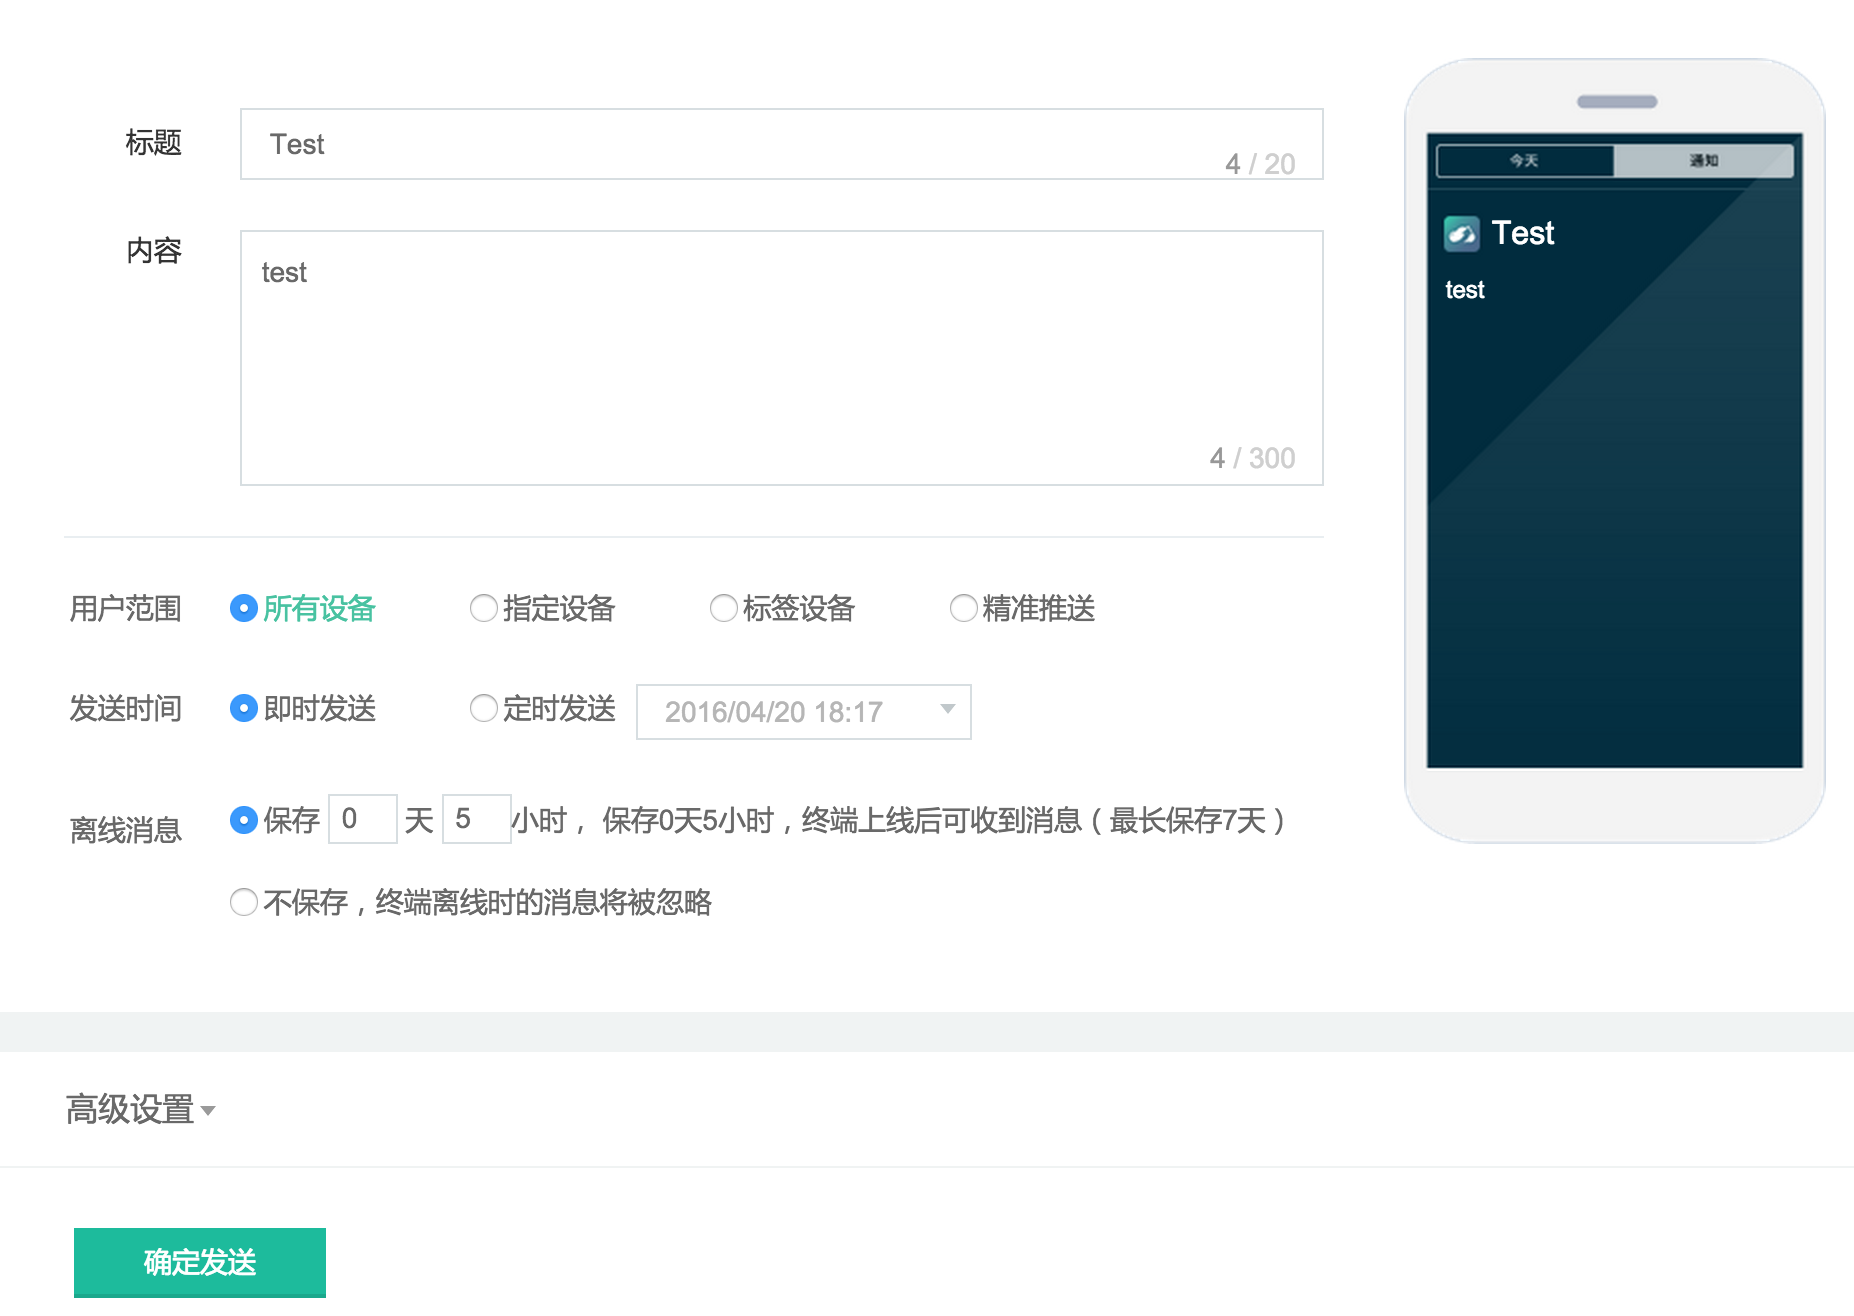 标题
Test
4 / 20
内容
test
4 / 300
用户范围
所有设备
指定设备
标签设备
精准推送
发送时间
即时发送
定时发送
2016/04/20 18:17
离线消息
保存 0 天 5 小时， 保存0天5小时，终端上线后可收到消息（最长保存7天）
不保存，终端离线时的消息将被忽略
今天
通知
Test
test
高级设置
确定发送